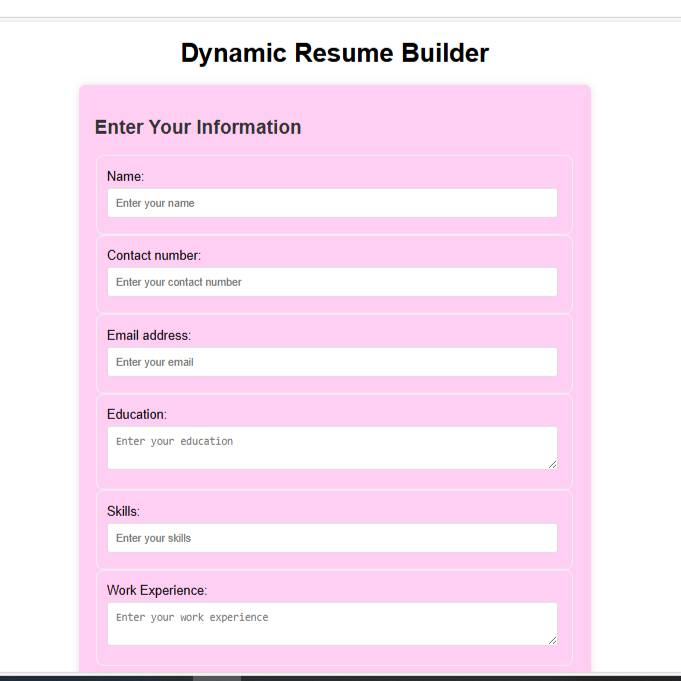 Dynamic Resume Builder
Enter Your Information
Name:
Enter your name
Contact number:
Enter your contact number
Email address:
Enter your email
Education:
Enter your education
Skills:
Enter your skills
Work Experience:
Enter your work experience